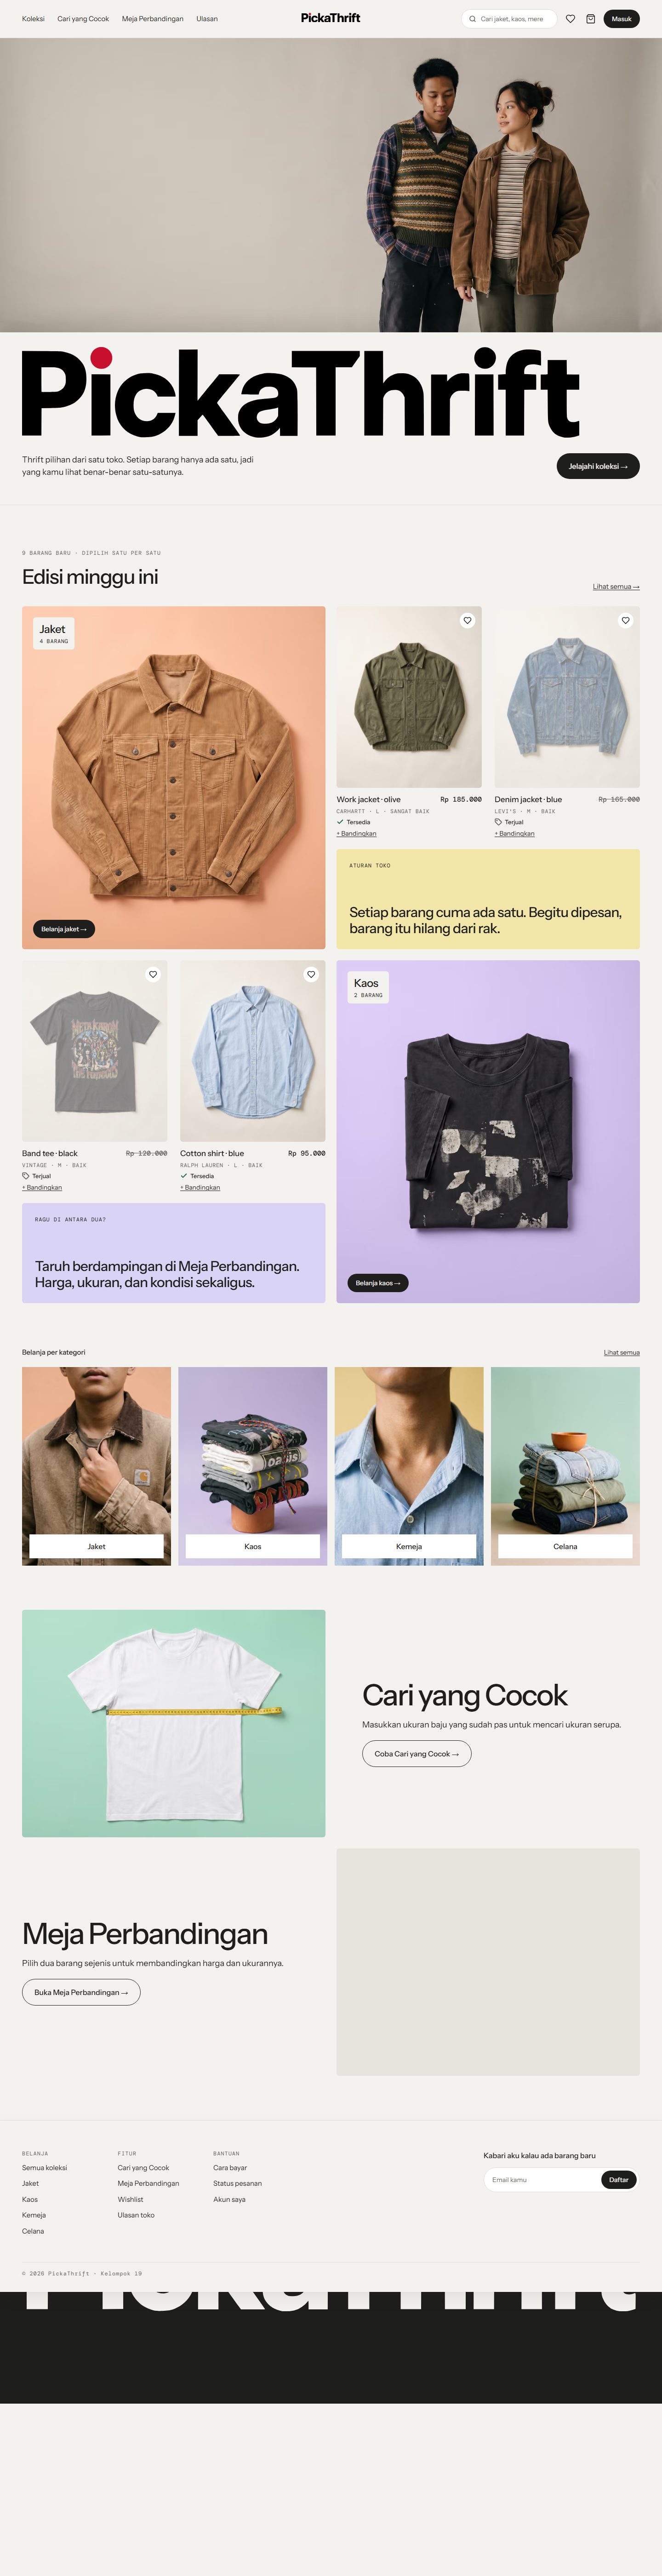 Koleksi
Cari yang Cocok
Meja Perbandingan
Ulasan
PickaThrift
Cari jaket, kaos, mere
Masuk
PickaThrift
Thrift pilihan dari satu toko. Setiap barang hanya ada satu, jadi
yang kamu lihat benar-benar satu-satunya.
Jelajahi koleksi →
9 BARANG BARU · DIPILIH SATU PER SATU
Edisi minggu ini
Lihat semua →
Jaket
4 BARANG
Belanja jaket →
Work jacket · olive
Rp 185.000
CARHARTT · L · SANGAT BAIK
Tersedia
+ Bandingkan
Denim jacket · blue
Rp 165.000
LEVI'S · M · BAIK
Terjual
+ Bandingkan
ATURAN TOKO
Setiap barang cuma ada satu. Begitu dipesan,
barang itu hilang dari rak.
Band tee · black
Rp 120.000
VINTAGE · M · BAIK
Terjual
+ Bandingkan
Cotton shirt · blue
Rp 95.000
RALPH LAUREN · L · BAIK
Tersedia
+ Bandingkan
RAGU DI ANTARA DUA?
Taruh berdampingan di Meja Perbandingan.
Harga, ukuran, dan kondisi sekaligus.
Kaos
2 BARANG
Belanja kaos →
Belanja per kategori
Lihat semua
Jaket
oasis
Kaos
Kemeja
Celana
Cari yang Cocok
Masukkan ukuran baju yang sudah pas untuk mencari ukuran serupa.
Coba Cari yang Cocok →
Meja Perbandingan
Pilih dua barang sejenis untuk membandingkan harga dan ukurannya.
Buka Meja Perbandingan →
BELANJA
Semua koleksi
Jaket
Kaos
Kemeja
Celana
FITUR
Cari yang Cocok
Meja Perbandingan
Wishlist
Ulasan toko
BANTUAN
Cara bayar
Status pesanan
Akun saya
Kabari aku kalau ada barang baru
Email kamu
Daftar
© 2026 PickaThrift · Kelompok 19
PickaThrift